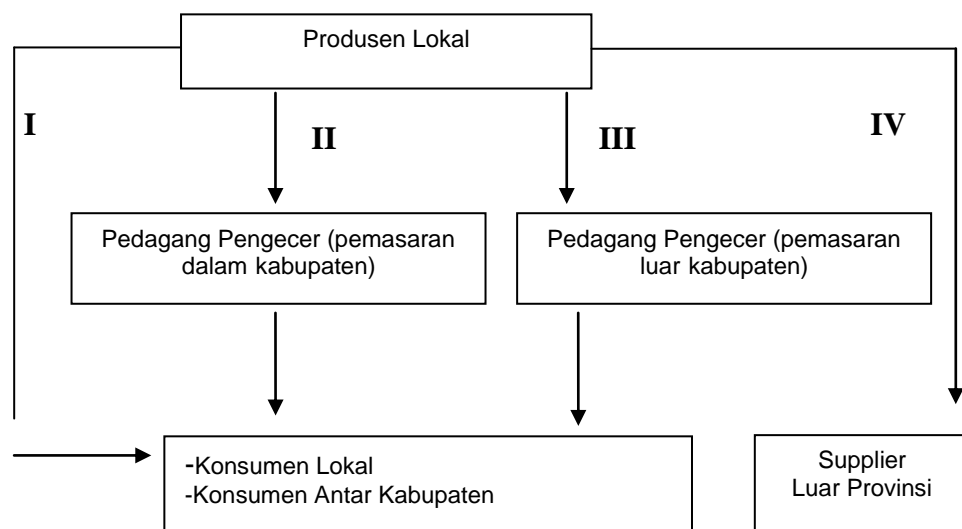 Produsen Lokal
I
II
III
IV
Pedagang Pengecer (pemasaran
dalam kabupaten)
Pedagang Pengecer (pemasaran
luar kabupaten)
-Konsumen Lokal
-Konsumen Antar Kabupaten
Supplier
Luar Provinsi